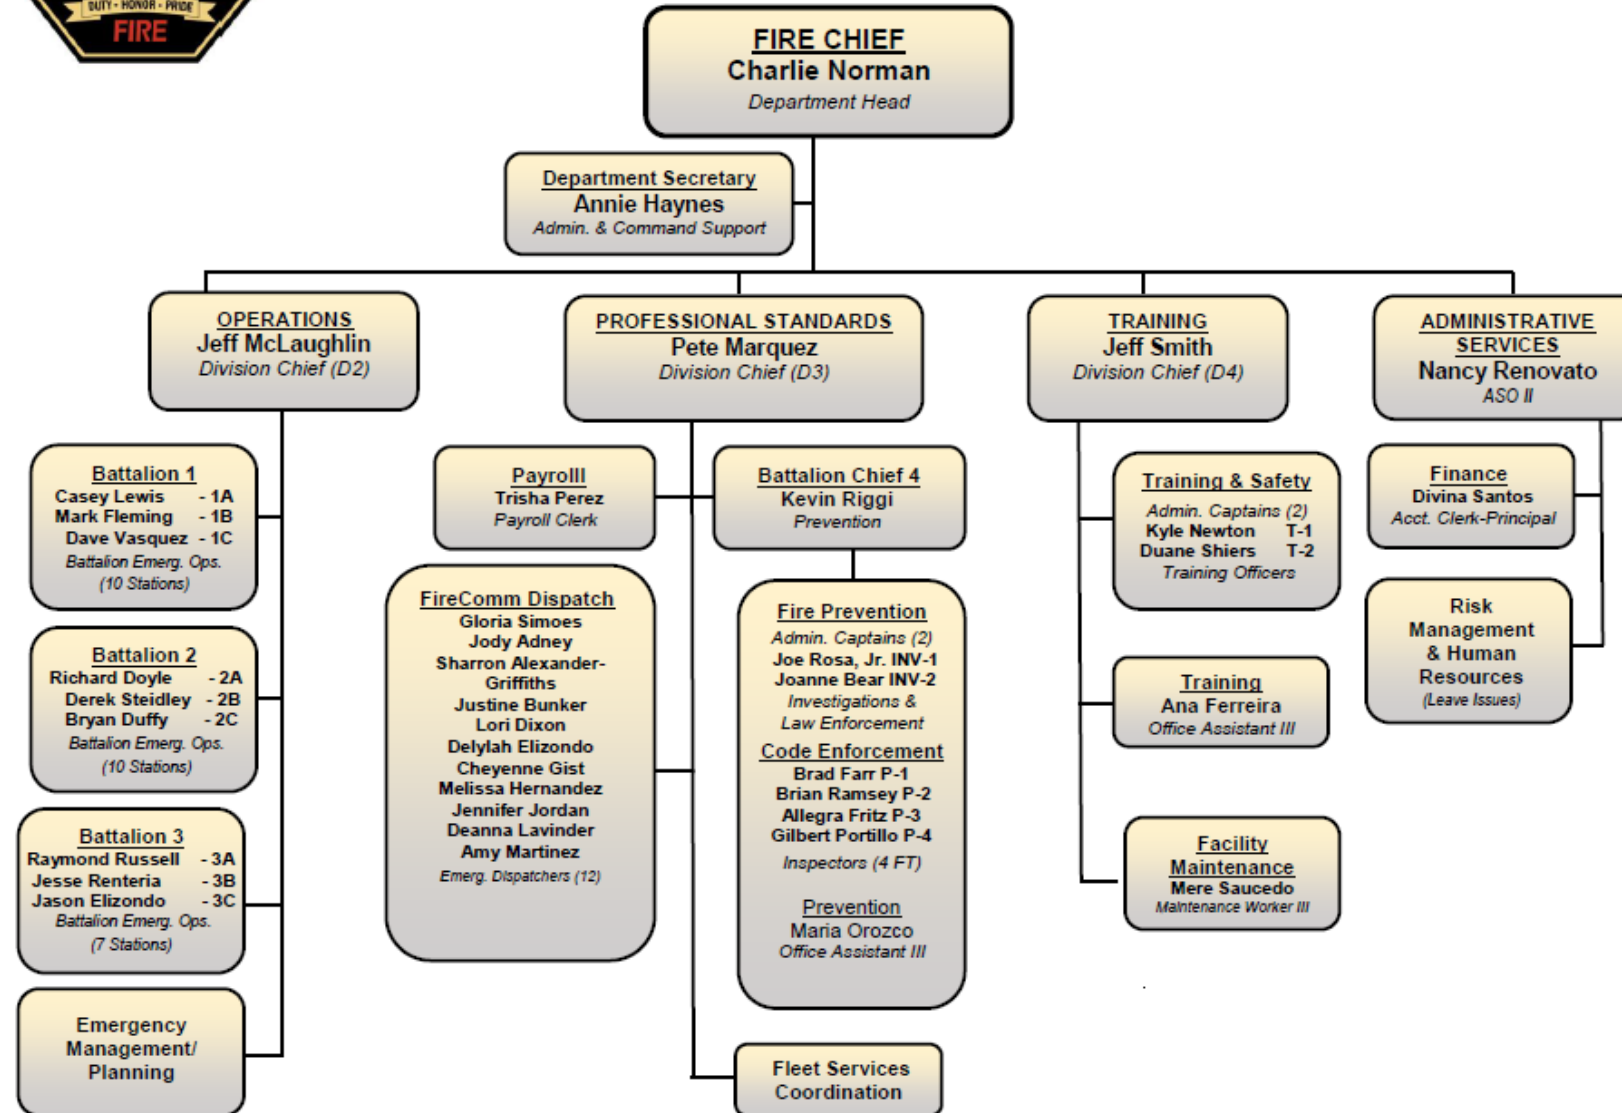 DUTY - HONOR - PRIDE
FIRE
FIRE CHIEF
Charlie Norman
Department Head
Department Secretary
Annie Haynes
Admin. & Command Support
OPERATIONS
Jeff McLaughlin
Division Chief (D2)
PROFESSIONAL STANDARDS
Pete Marquez
Division Chief (D3)
TRAINING
Jeff Smith
Division Chief (D4)
ADMINISTRATIVE
SERVICES
Nancy Renovato
ASO II
Battalion 1
Casey Lewis - 1A
Mark Fleming - 1B
Dave Vasquez - 1C
Battalion Emerg. Ops.
(10 Stations)
Battalion 2
Richard Doyle - 2A
Derek Steidley - 2B
Bryan Duffy - 2C
Battalion Emerg. Ops.
(10 Stations)
Battalion 3
Raymond Russell - 3A
Jesse Renteria - 3B
Jason Elizondo - 3C
Battalion Emerg. Ops.
(7 Stations)
Emergency
Management/
Planning
Payrolll
Trisha Perez
Payroll Clerk
Battalion Chief 4
Kevin Riggi
Prevention
FireComm Dispatch
Gloria Simoes
Jody Adney
Sharron Alexander-
Griffiths
Justine Bunker
Lori Dixon
Delylah Elizondo
Cheyenne Gist
Melissa Hernandez
Jennifer Jordan
Deanna Lavinder
Amy Martinez
Emerg. Dispatchers (12)
Fire Prevention
Admin. Captains (2)
Joe Rosa, Jr. INV-1
Joanne Bear INV-2
Investigations &
Law Enforcement
Code Enforcement
Brad Farr P-1
Brian Ramsey P-2
Allegra Fritz P-3
Gilbert Portillo P-4
Inspectors (4 FT)
Prevention
Maria Orozco
Office Assistant III
Fleet Services
Coordination
Training & Safety
Admin. Captains (2)
Kyle Newton T-1
Duane Shiers T-2
Training Officers
Training
Ana Ferreira
Office Assistant III
Facility
Maintenance
Mere Saucedo
Maintenance Worker III
Finance
Divina Santos
Acct. Clerk-Principal
Risk
Management
& Human
Resources
(Leave Issues)